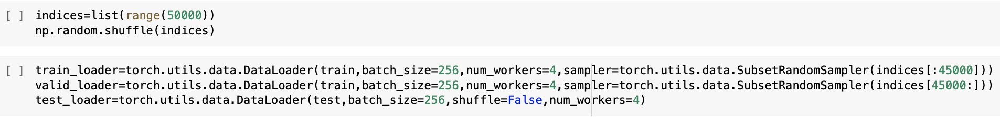 [ ] indices=list(range(50000))
np.random.shuffle(indices)
[ ] train_loader=torch.utils.data.DataLoader(train,batch_size=256,num_workers=4,sampler=torch.utils.data.SubsetRandomSampler(indices[:45000]))
valid_loader=torch.utils.data.DataLoader(train,batch_size=256,num_workers=4,sampler=torch.utils.data.SubsetRandomSampler(indices[45000:]))
test_loader=torch.utils.data.DataLoader(test,batch_size=256,shuffle=False,num_workers=4)